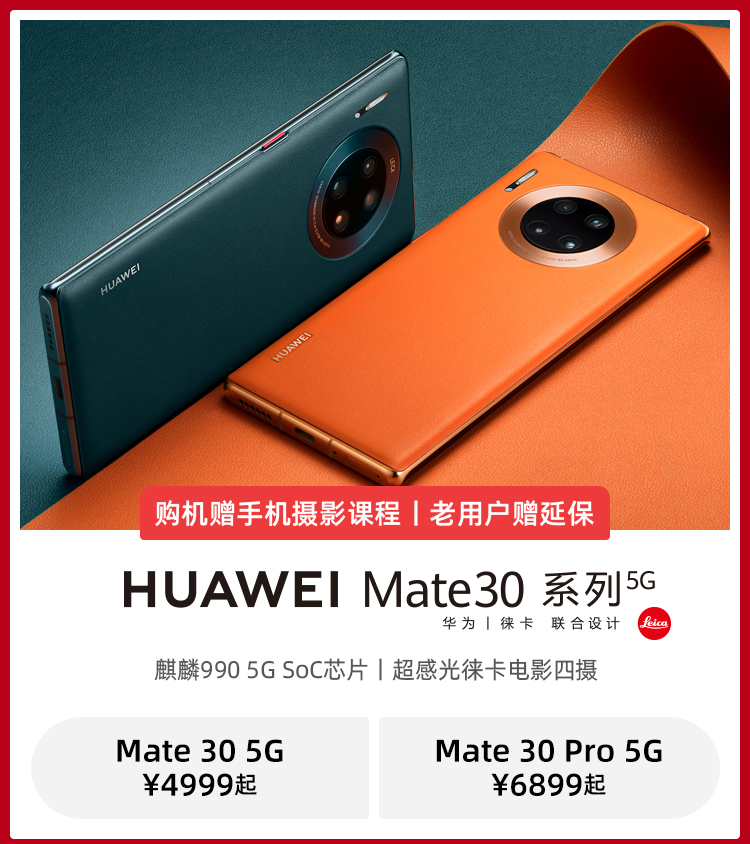 HUAWEI
HUAWEI
购机赠手机摄影课程丨老用户赠延保
HUAWEI Mate30 系列5G
华为丨徕卡 联合设计 Leica
麒麟990 5G SoC芯片丨超感光徕卡电影四摄
Mate 30 5G
¥4999起
Mate 30 Pro 5G
¥6899起